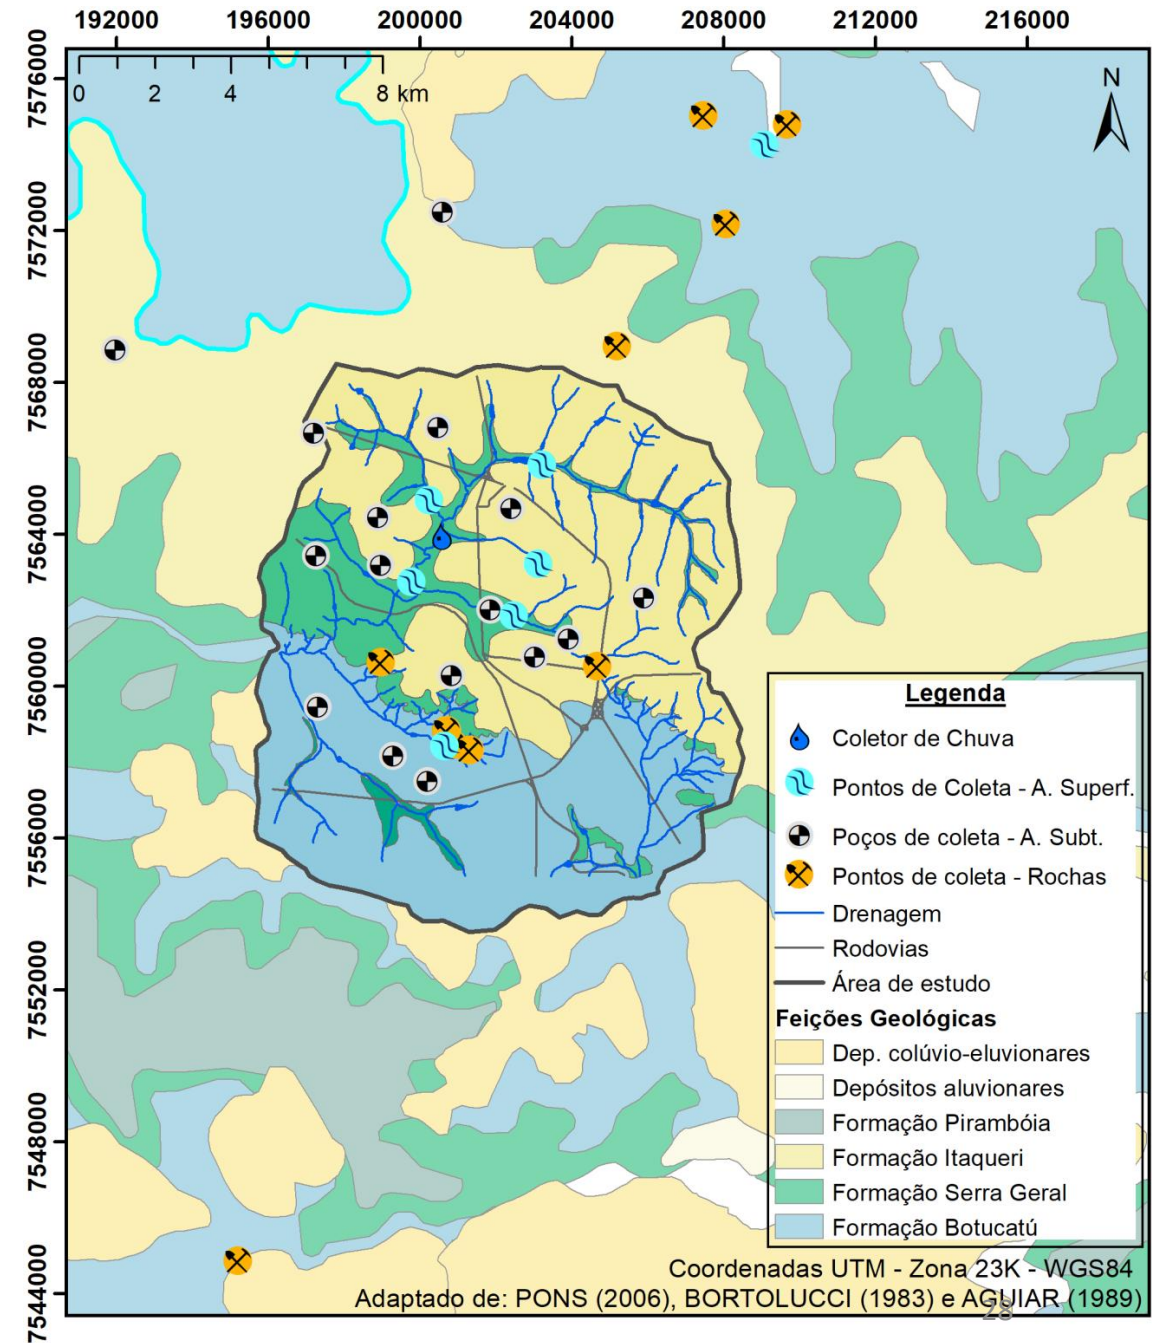 192000 196000 200000 204000 208000 212000 216000
7576000
7572000
7568000
7564000
7560000
7556000
7552000
7548000
7544000
0 2 4 8 km
N
Legenda
Coletor de Chuva
Pontos de Coleta - A. Superf.
Poços de coleta - A. Subt.
Pontos de coleta - Rochas
Drenagem
Rodovias
Área de estudo
Feições Geológicas
Dep. colúvio-eluvionares
Depósitos aluvionares
Formação Pirambóia
Formação Itaqueri
Formação Serra Geral
Formação Botucatú
Coordenadas UTM - Zona 23K - WGS84
Adaptado de: PONS (2006), BORTOLUCCI (1983) e AGUIAR (1989)
28